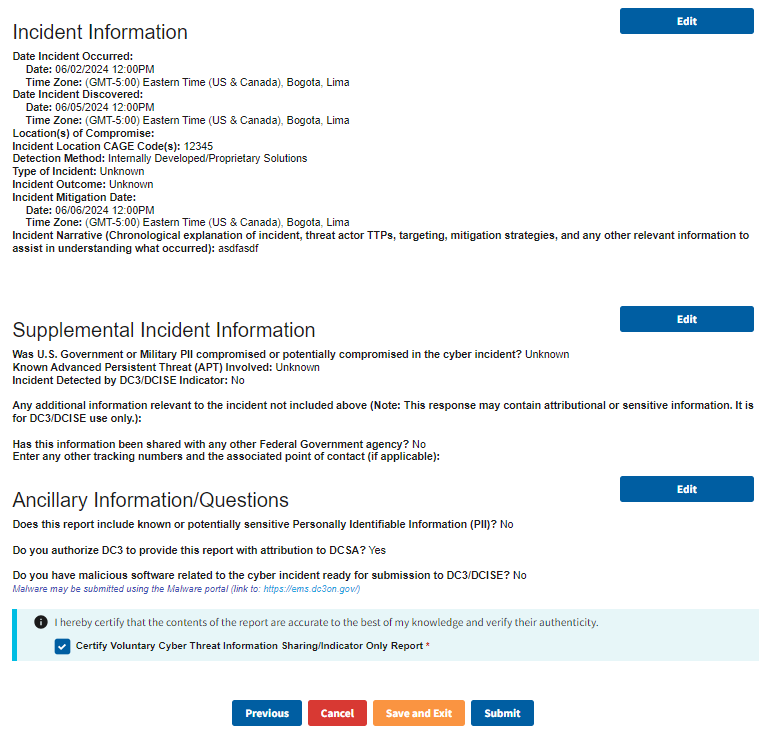 Incident Information
Edit
Date Incident Occurred:
Date: 06/02/2024 12:00PM
Time Zone: (GMT-5:00) Eastern Time (US & Canada), Bogota, Lima
Date Incident Discovered:
Date: 06/05/2024 12:00PM
Time Zone: (GMT-5:00) Eastern Time (US & Canada), Bogota, Lima
Location(s) of Compromise:
Incident Location CAGE Code(s): 12345
Detection Method: Internally Developed/Proprietary Solutions
Type of Incident: Unknown
Incident Outcome: Unknown
Incident Mitigation Date:
Date: 06/06/2024 12:00PM
Time Zone: (GMT-5:00) Eastern Time (US & Canada), Bogota, Lima
Incident Narrative (Chronological explanation of incident, threat actor TTPs, targeting, mitigation strategies, and any other relevant information to
assist in understanding what occurred): asdfasdf
Supplemental Incident Information
Edit
Was U.S. Government or Military PII compromised or potentially compromised in the cyber incident? Unknown
Known Advanced Persistent Threat (APT) Involved: Unknown
Incident Detected by DC3/DCISE Indicator: No
Any additional information relevant to the incident not included above (Note: This response may contain attributional or sensitive information. It is
for DC3/DCISE use only.):
Has this information been shared with any other Federal Government agency? No
Enter any other tracking numbers and the associated point of contact (if applicable):
Ancillary Information/Questions
Edit
Does this report include known or potentially sensitive Personally Identifiable Information (PII)? No
Do you authorize DC3 to provide this report with attribution to DCSA? Yes
Do you have malicious software related to the cyber incident ready for submission to DC3/DCISE? No
Malware may be submitted using the Malware portal (link to: https://ems.dc3on.gov/)
I hereby certify that the contents of the report are accurate to the best of my knowledge and verify their authenticity.
Certify Voluntary Cyber Threat Information Sharing/Indicator Only Report *
Previous Cancel Save and Exit Submit